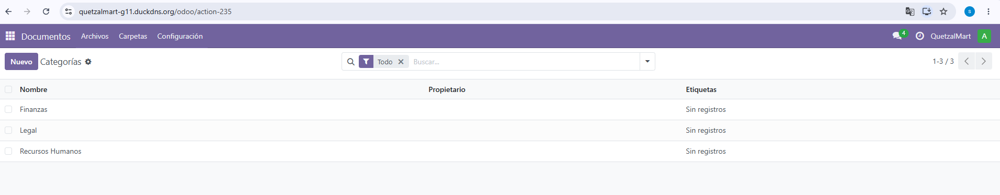 quetzalmart-g11.duckdns.org/odoo/action-235
s
Documentos Archivos Carpetas Configuración 4 QuetzalMart A
Nuevo Categorías Todo Buscar... 1-3 / 3
Nombre Propietario Etiquetas
Finanzas Sin registros
Legal Sin registros
Recursos Humanos Sin registros